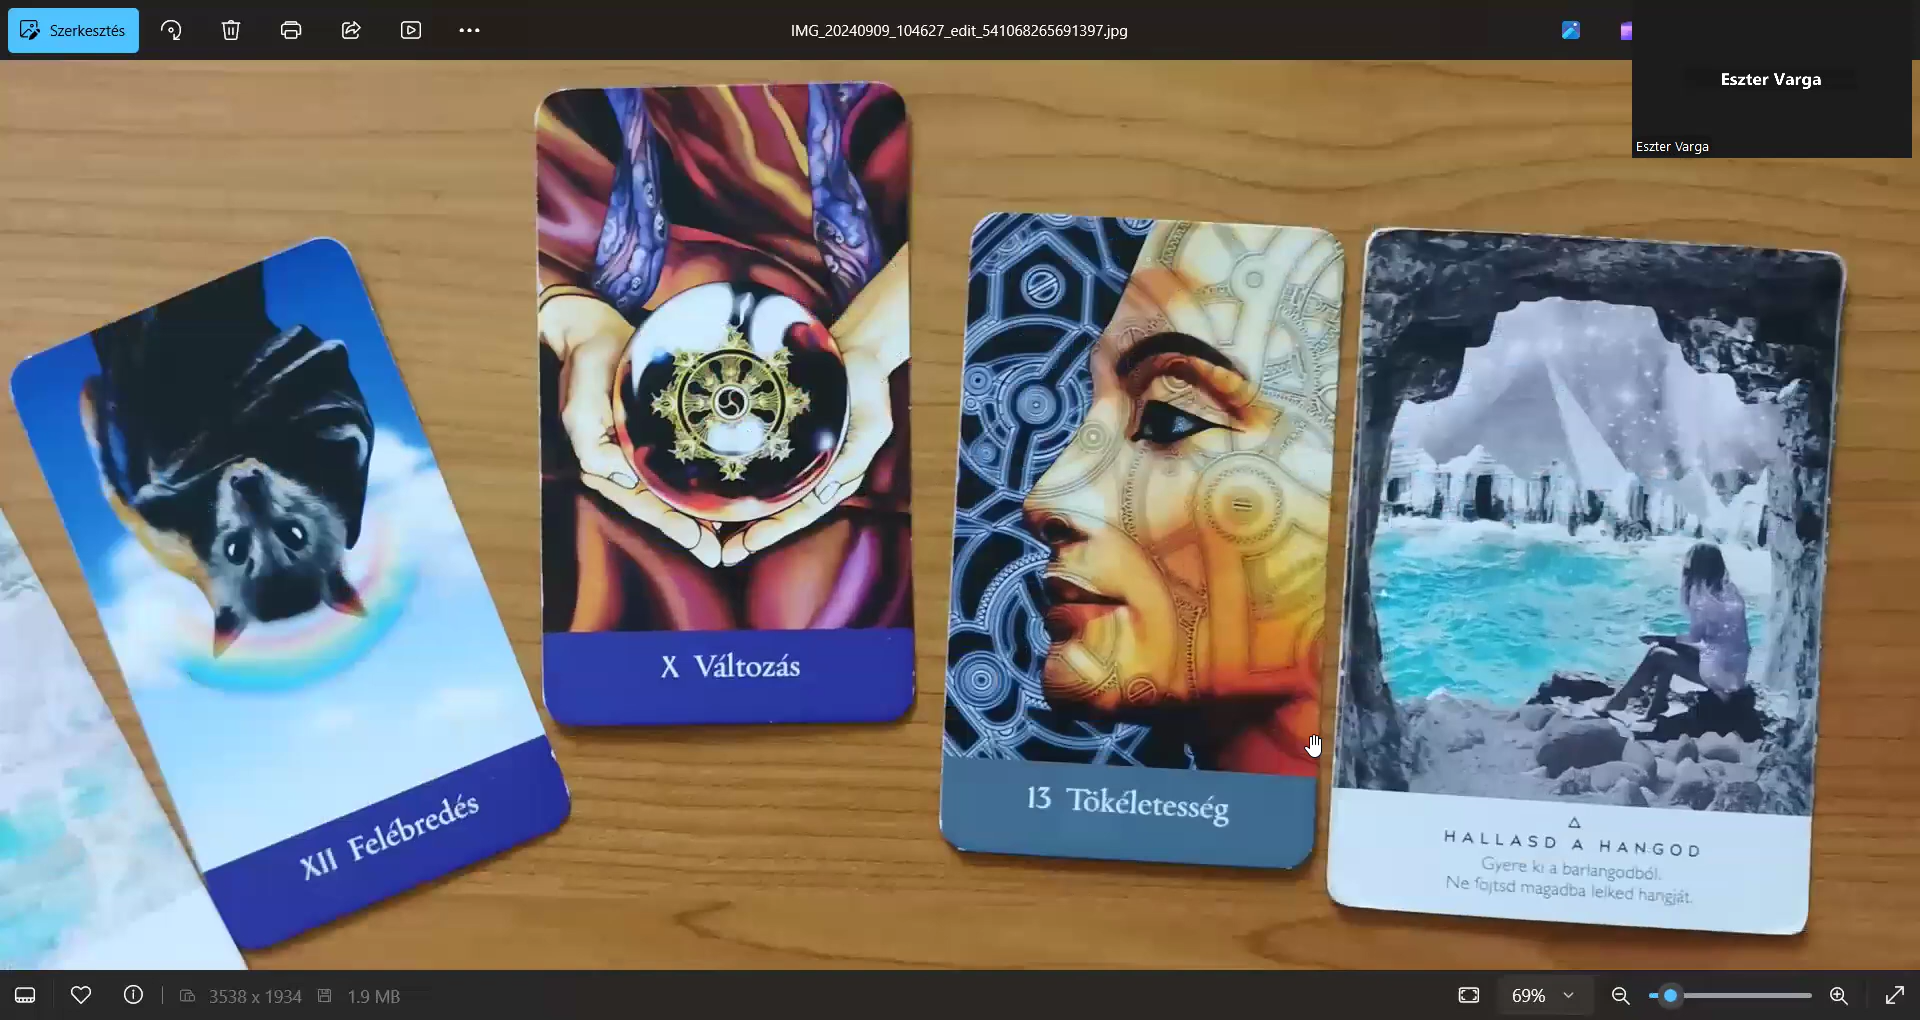 Szerkesztés
IMG_20240909_104627_edit_541068265691397.jpg
Eszter Varga
Eszter Varga
XII Felébredés
X Változás
13 Tökéletesség
HALLASD A HANGOD
Gyere ki a barlangodból.
Ne fojtsd magadba lelked hangját.
3538 x 1934
1.9 MB
69%